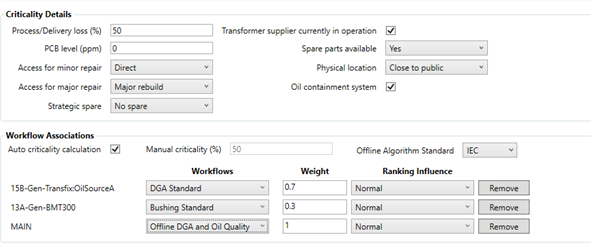 Criticality Details
Process/Delivery loss (%) 50 Transformer supplier currently in operation
PCB level (ppm) 0 Spare parts available Yes
Access for minor repair Direct Physical location Close to public
Access for major repair Major rebuild Oil containment system
Strategic spare No spare
Workflow Associations
Auto criticality calculation Manual criticality (%) 50 Offline Algorithm Standard IEC
Workflows Weight Ranking Influence
15B-Gen-Transfix:OilSourceA DGA Standard 0.7 Normal Remove
13A-Gen-BMT300 Bushing Standard 0.3 Normal Remove
MAIN Offline DGA and Oil Quality 1 Normal Remove